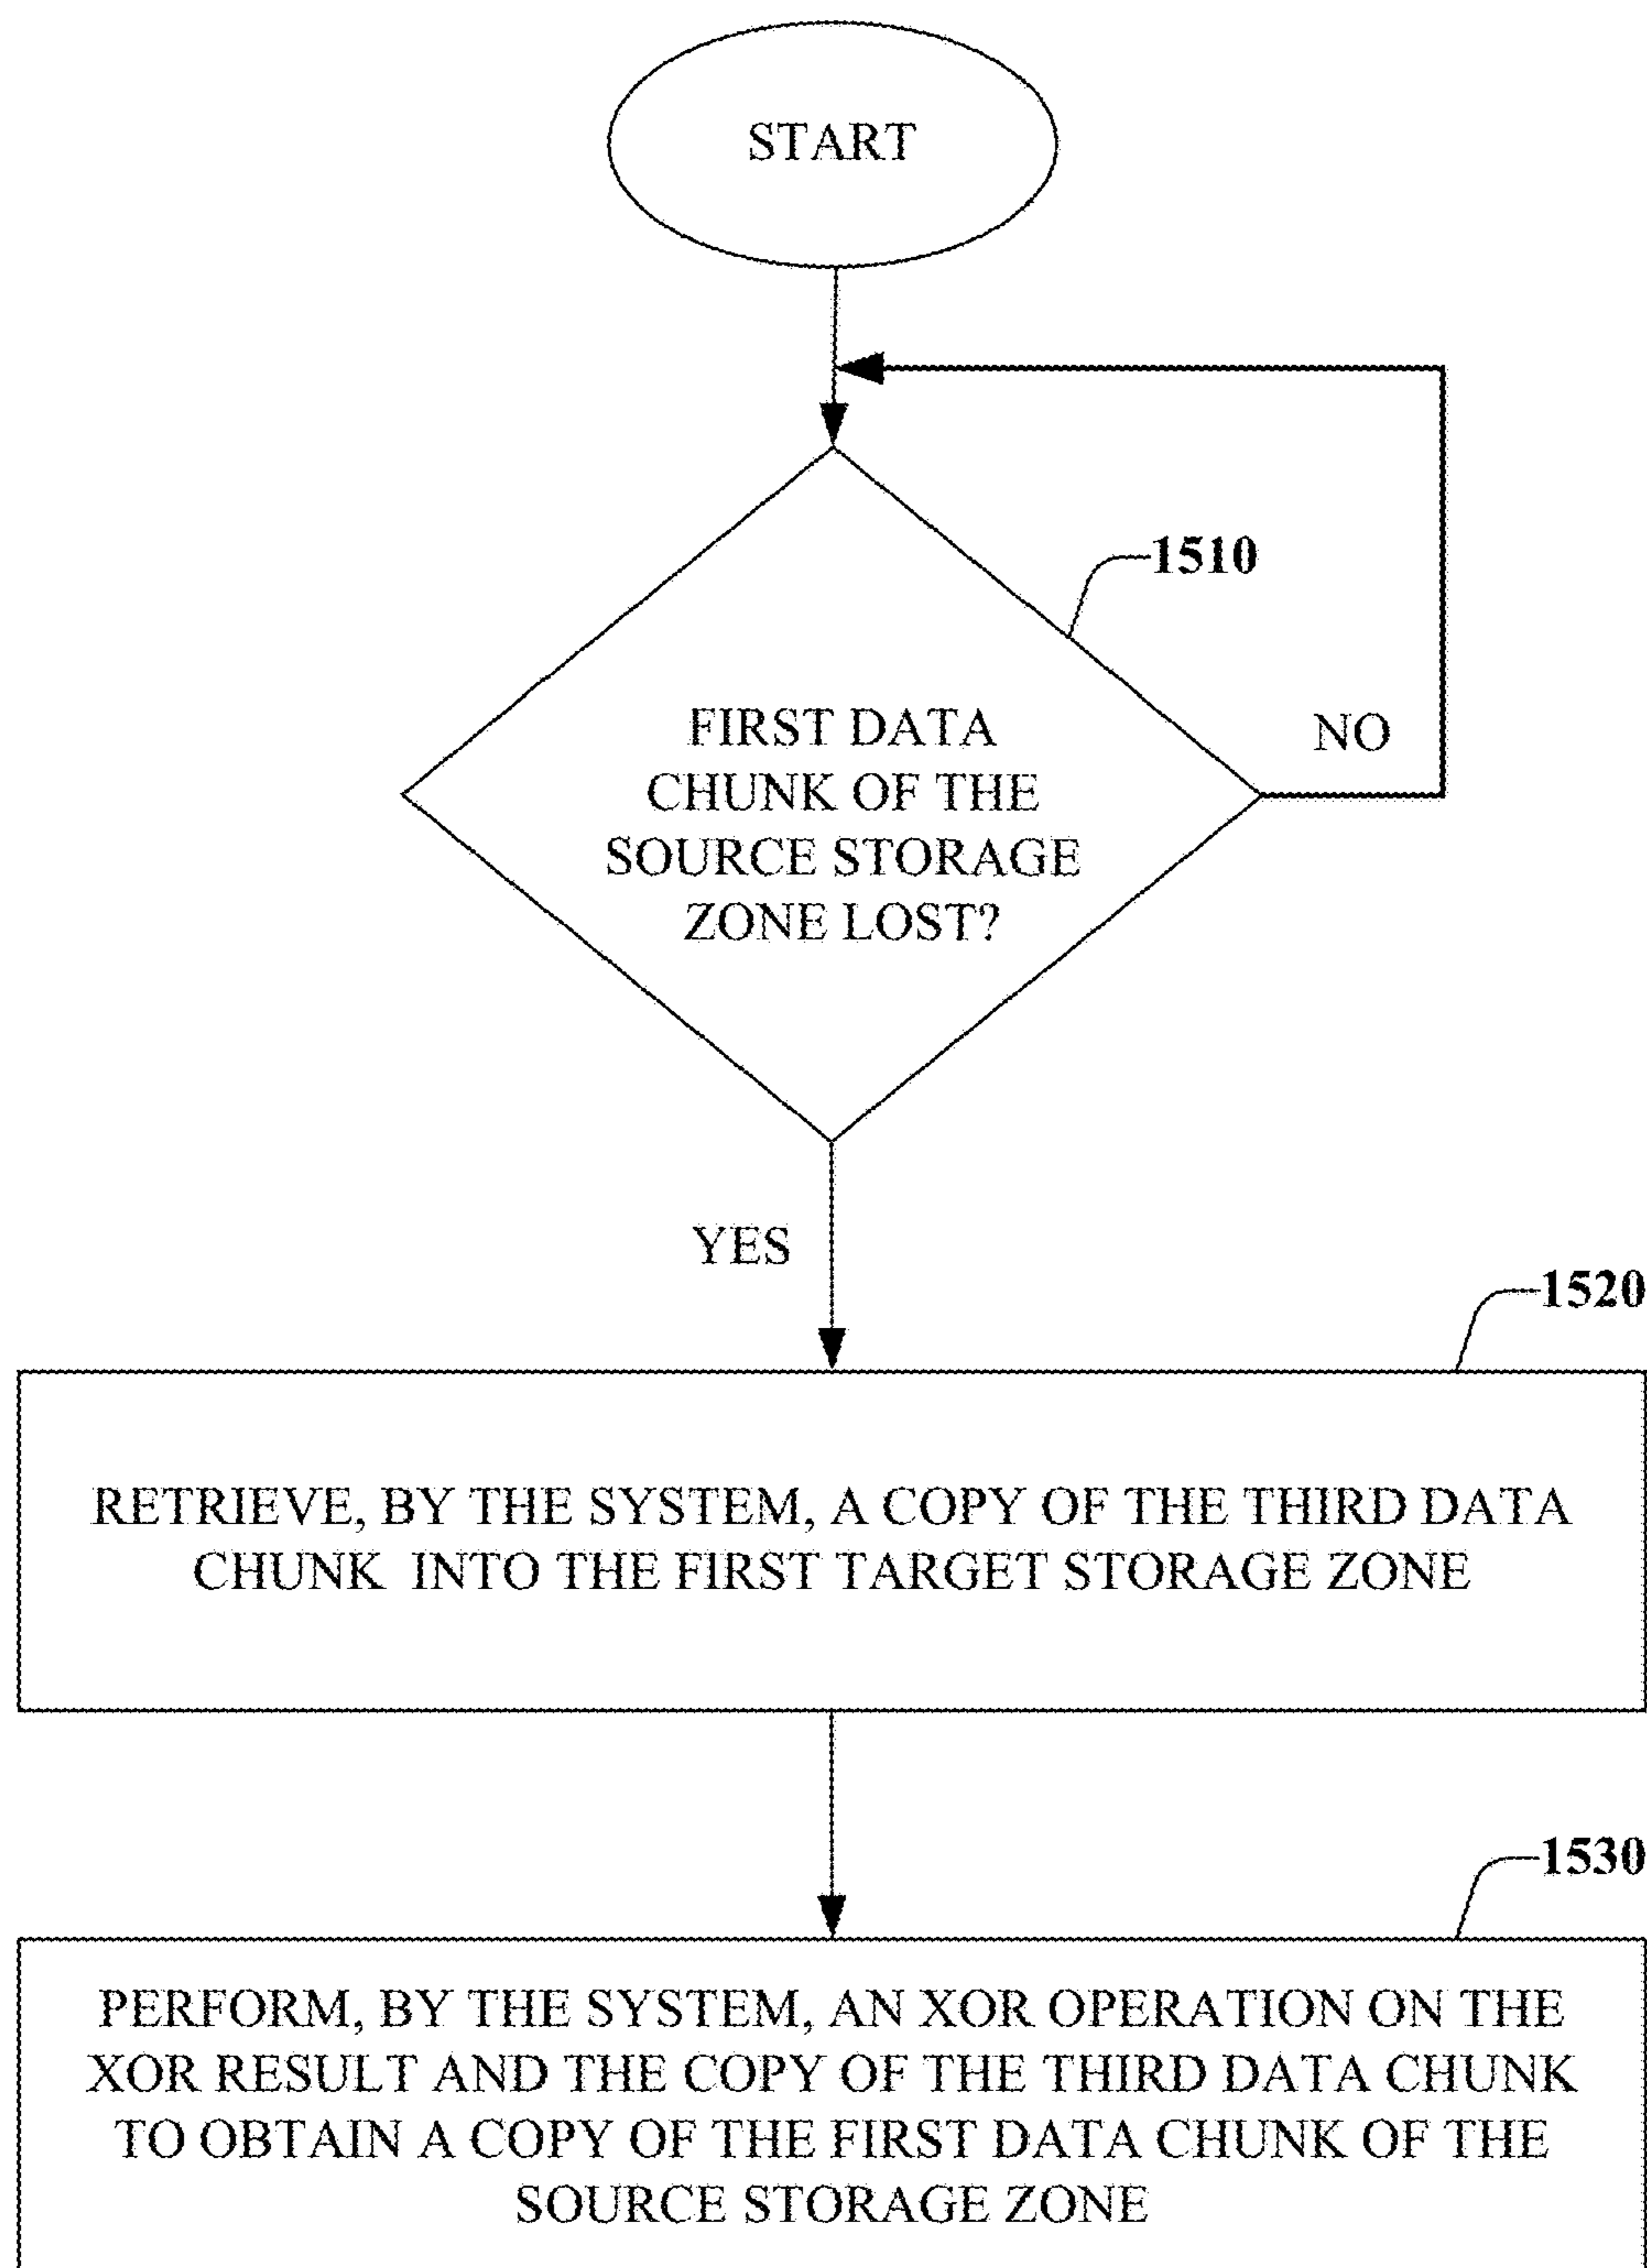 START
1510
FIRST DATA
CHUNK OF THE
SOURCE STORAGE
ZONE LOST?
NO
YES
1520
RETRIEVE, BY THE SYSTEM, A COPY OF THE THIRD DATA
CHUNK INTO THE FIRST TARGET STORAGE ZONE
1530
PERFORM, BY THE SYSTEM, AN XOR OPERATION ON THE
XOR RESULT AND THE COPY OF THE THIRD DATA CHUNK
TO OBTAIN A COPY OF THE FIRST DATA CHUNK OF THE
SOURCE STORAGE ZONE